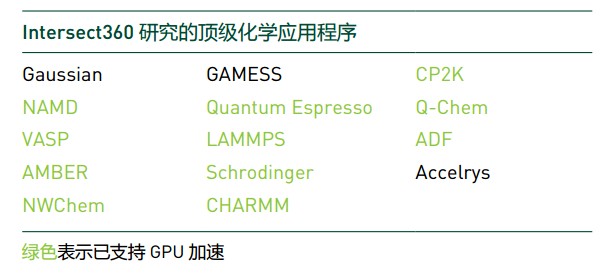 Intersect360 研究的顶级化学应用程序
Gaussian GAMESS CP2K
NAMD Quantum Espresso Q-Chem
VASP LAMMPS ADF
AMBER Schrodinger Accelrys
NWChem CHARMM
绿色表示已支持 GPU 加速